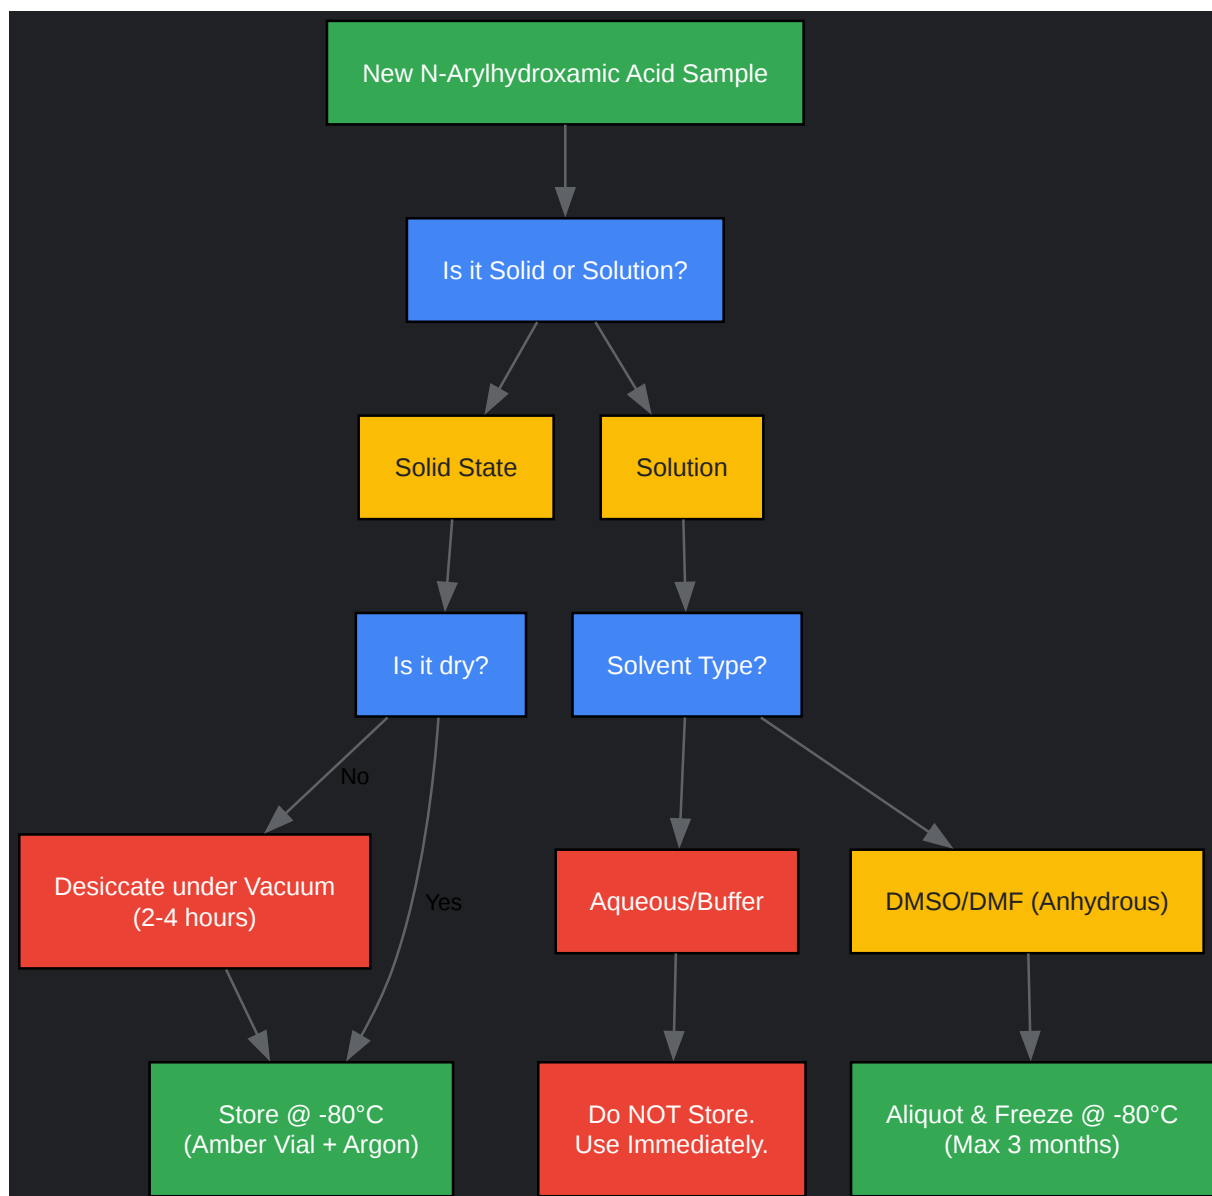 New N-Arylhydroxamic Acid Sample
Is it Solid or Solution?
Solid State
Solution
Is it dry?
Solvent Type?
No
Desiccate under Vacuum
(2-4 hours)
Yes
Aqueous/Buffer
DMSO/DMF (Anhydrous)
Store @ -80°C
(Amber Vial + Argon)
Do NOT Store.
Use Immediately.
Aliquot & Freeze @ -80°C
(Max 3 months)